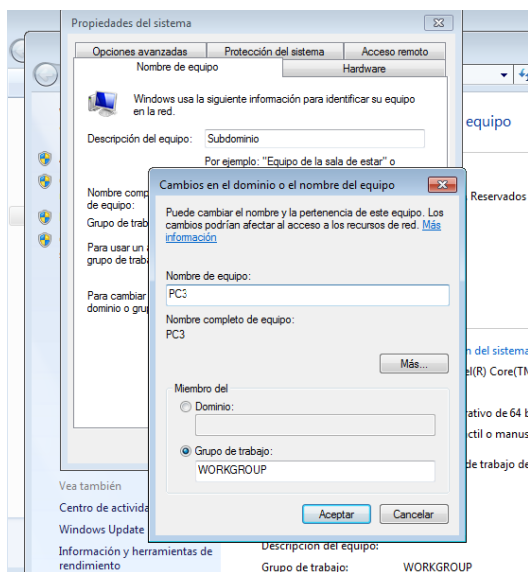 Propiedades del sistema
Opciones avanzadas
Protección del sistema
Acceso remoto
Nombre de equipo
Hardware
Windows usa la siguiente información para identificar su equipo
en la red.
Descripción del equipo:
Subdominio
Por ejemplo: "Equipo de la sala de estar" o
Nombre comp
de equipo:
Grupo de trab
Para usar un
grupo de traba
Para cambiar
dominio o gru
Cambios en el dominio o el nombre del equipo
Puede cambiar el nombre y la pertenencia de este equipo. Los
cambios podrían afectar al acceso a los recursos de red. Más
información
Nombre de equipo:
PC3
Nombre completo de equipo:
PC3
Más...
Miembro del
Dominio:
Grupo de trabajo:
WORKGROUP
Aceptar
Cancelar
equipo
Reservados
n del sistema
el(R) Core(TM
rativo de 64 b
ctil o manus
de trabajo de
Vea también
Centro de activida
Windows Update
Información y herramientas de
rendimiento
Descripción del equipo:
Grupo de trabajo:
WORKGROUP